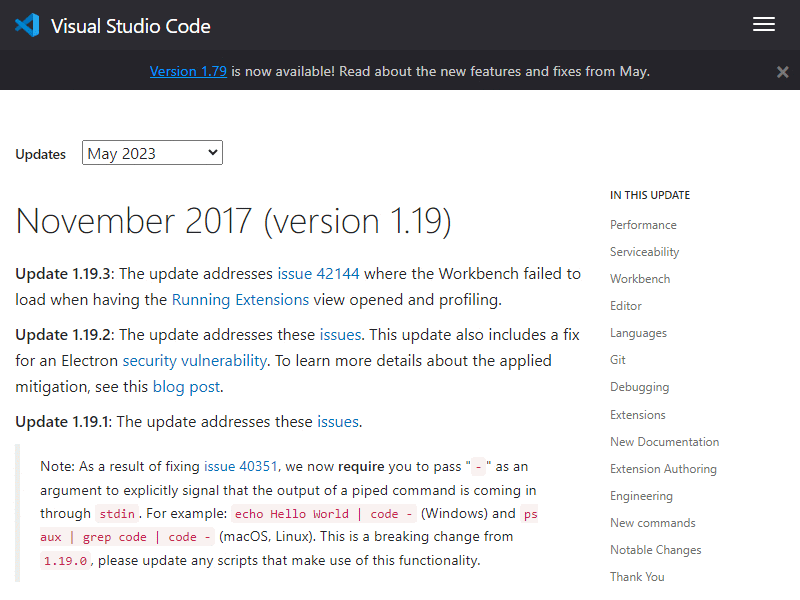 Visual Studio Code
Version 1.79 is now available! Read about the new features and fixes from May.
Updates May 2023
November 2017 (version 1.19)
Update 1.19.3: The update addresses issue 42144 where the Workbench failed to
load when having the Running Extensions view opened and profiling.
Update 1.19.2: The update addresses these issues. This update also includes a fix
for an Electron security vulnerability. To learn more details about the applied
mitigation, see this blog post.
Update 1.19.1: The update addresses these issues.
Note: As a result of fixing issue 40351, we now require you to pass "-" as an
argument to explicitly signal that the output of a piped command is coming in
through stdin. For example: echo Hello World | code - (Windows) and ps
aux | grep code | code - (macOS, Linux). This is a breaking change from
1.19.0, please update any scripts that make use of this functionality.
IN THIS UPDATE
Performance
Serviceability
Workbench
Editor
Languages
Git
Debugging
Extensions
New Documentation
Extension Authoring
Engineering
New commands
Notable Changes
Thank You